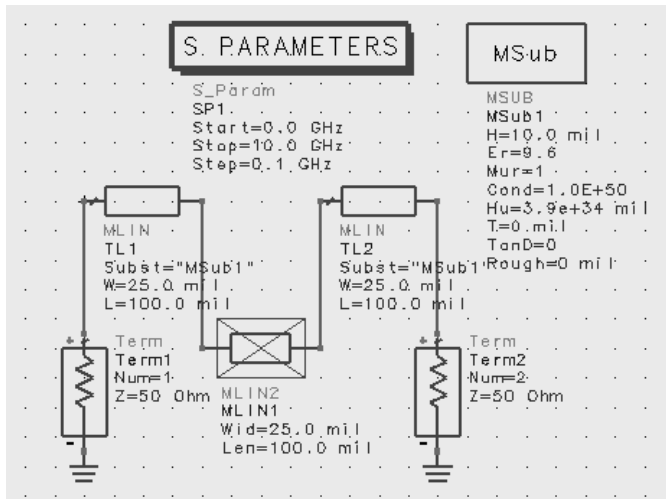 S. PARAMETERS
MSub
S_Param
SP1
Start=0.0 GHz
Stop=10.0 GHz
Step=0.1 GHz
MSUB
MSub1
H=10.0 mil
Er=9.6
Mur=1
Cond=1.0E+50
Hu=3.9e+34 mil
T=0 mil
TanD=0
Rough=0 mil
MLIN
TL1
Subst="MSub1"
W=25.0 mil
L=100.0 mil
MLIN
TL2
Subst="MSub1"
W=25.0 mil
L=100.0 mil
+
Term
Term1
Num=1
Z=50 Ohm
-
MLIN2
MLIN1
Wid=25.0 mil
Len=100.0 mil
+
Term
Term2
Num=2
Z=50 Ohm
-